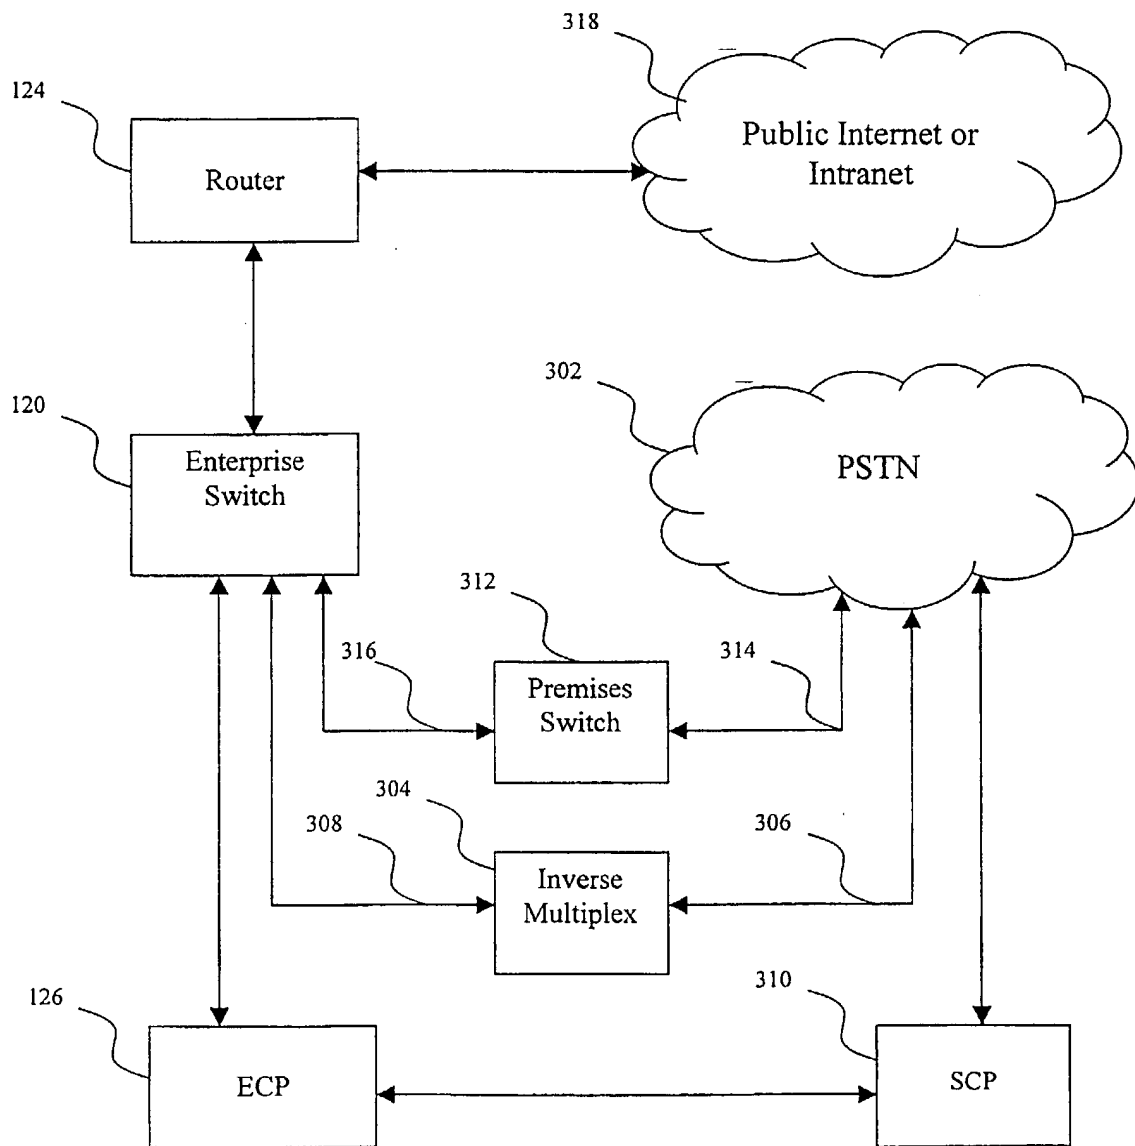 318
124
Public Internet or
Intranet
Router
302
120
Enterprise
Switch
PSTN
312
316
314
Premises
Switch
304
308
306
Inverse
Multiplex
126
310
ECP
SCP